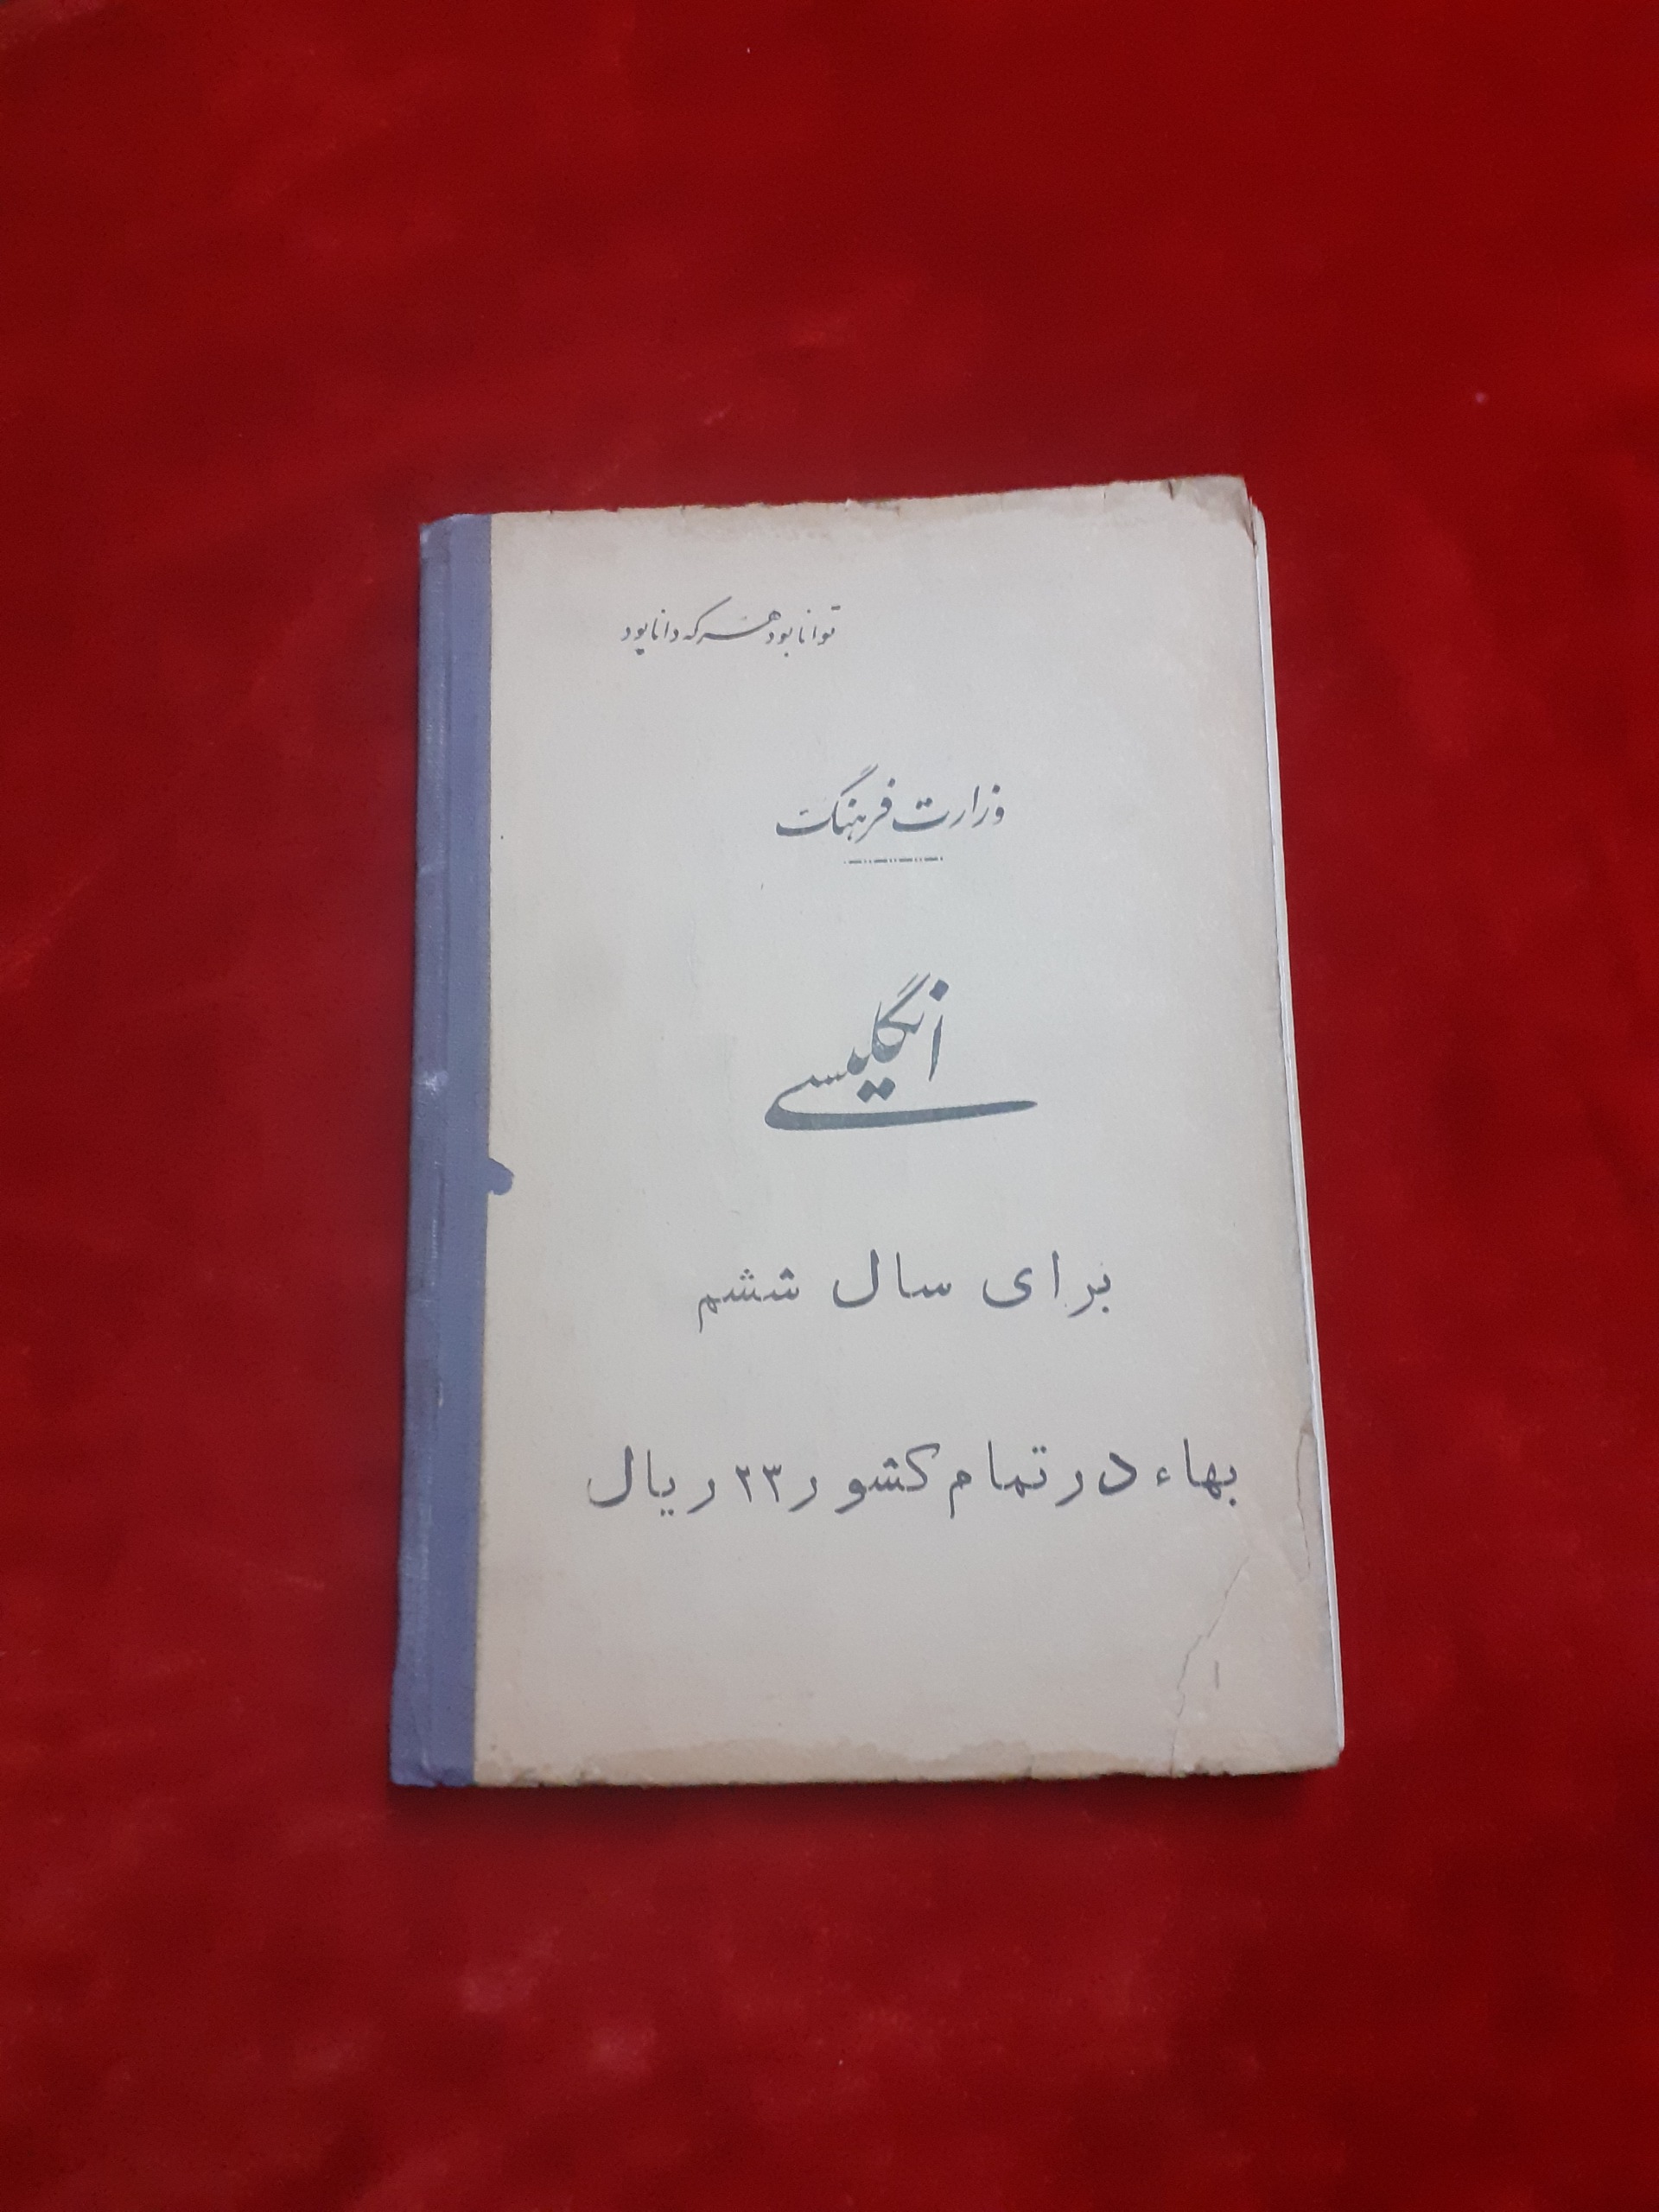 توانا بود هر که دانا بود
وزارت فرهنگ
انگلیسی
برای سال ششم
بهاء در تمام کشور ۲۳ ریال